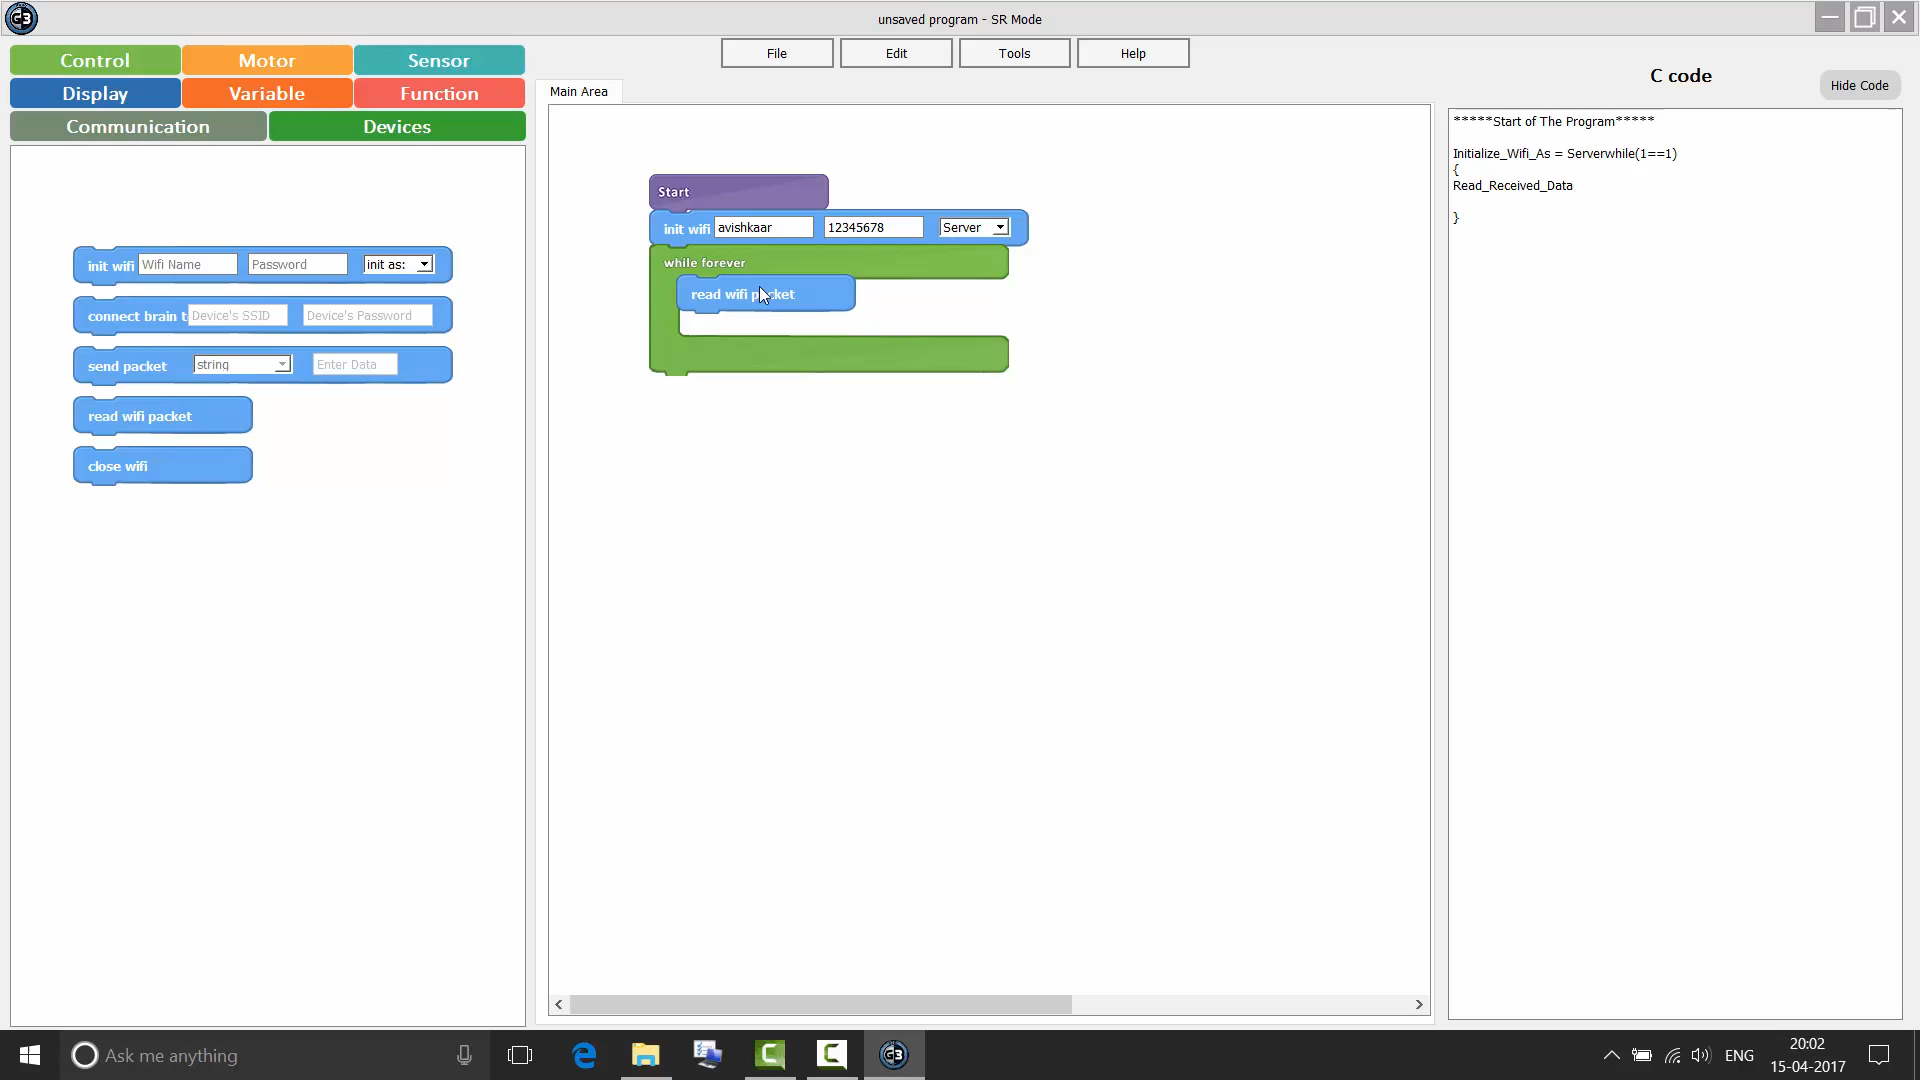 G3
unsaved program - SR Mode
File
Edit
Tools
Help
Control
Motor
Sensor
Display
Variable
Function
Communication
Devices
Main Area
C code
Hide Code
init wifi Wifi Name Password init as:
connect brain t Device's SSID Device's Password
send packet string Enter Data
read wifi packet
close wifi
Start
init wifi avishkaar 12345678 Server
while forever
read wifi packet
*****Start of The Program*****
Initialize_Wifi_As = Serverwhile(1==1)
{
Read_Received_Data
}
Ask me anything
G3
ENG
20:02
15-04-2017